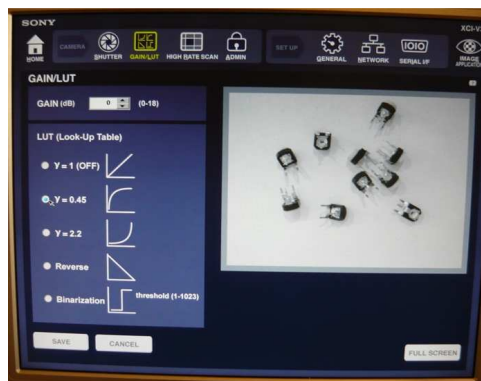 SONY
XCI-V
HOME
CAMERA
SHUTTER
GAIN/LUT
HIGH RATE SCAN
ADMIN
SET UP
GENERAL
NETWORK
IOIO
SERIAL I/F
IMAGE
APPLICATION
GAIN/LUT
GAIN (dB) 0 (0-18)
LUT (Look-Up Table)
Y = 1 (OFF)
Y = 0.45
Y = 2.2
Reverse
Binarization threshold (1-1023)
SAVE CANCEL
FULL SCREEN